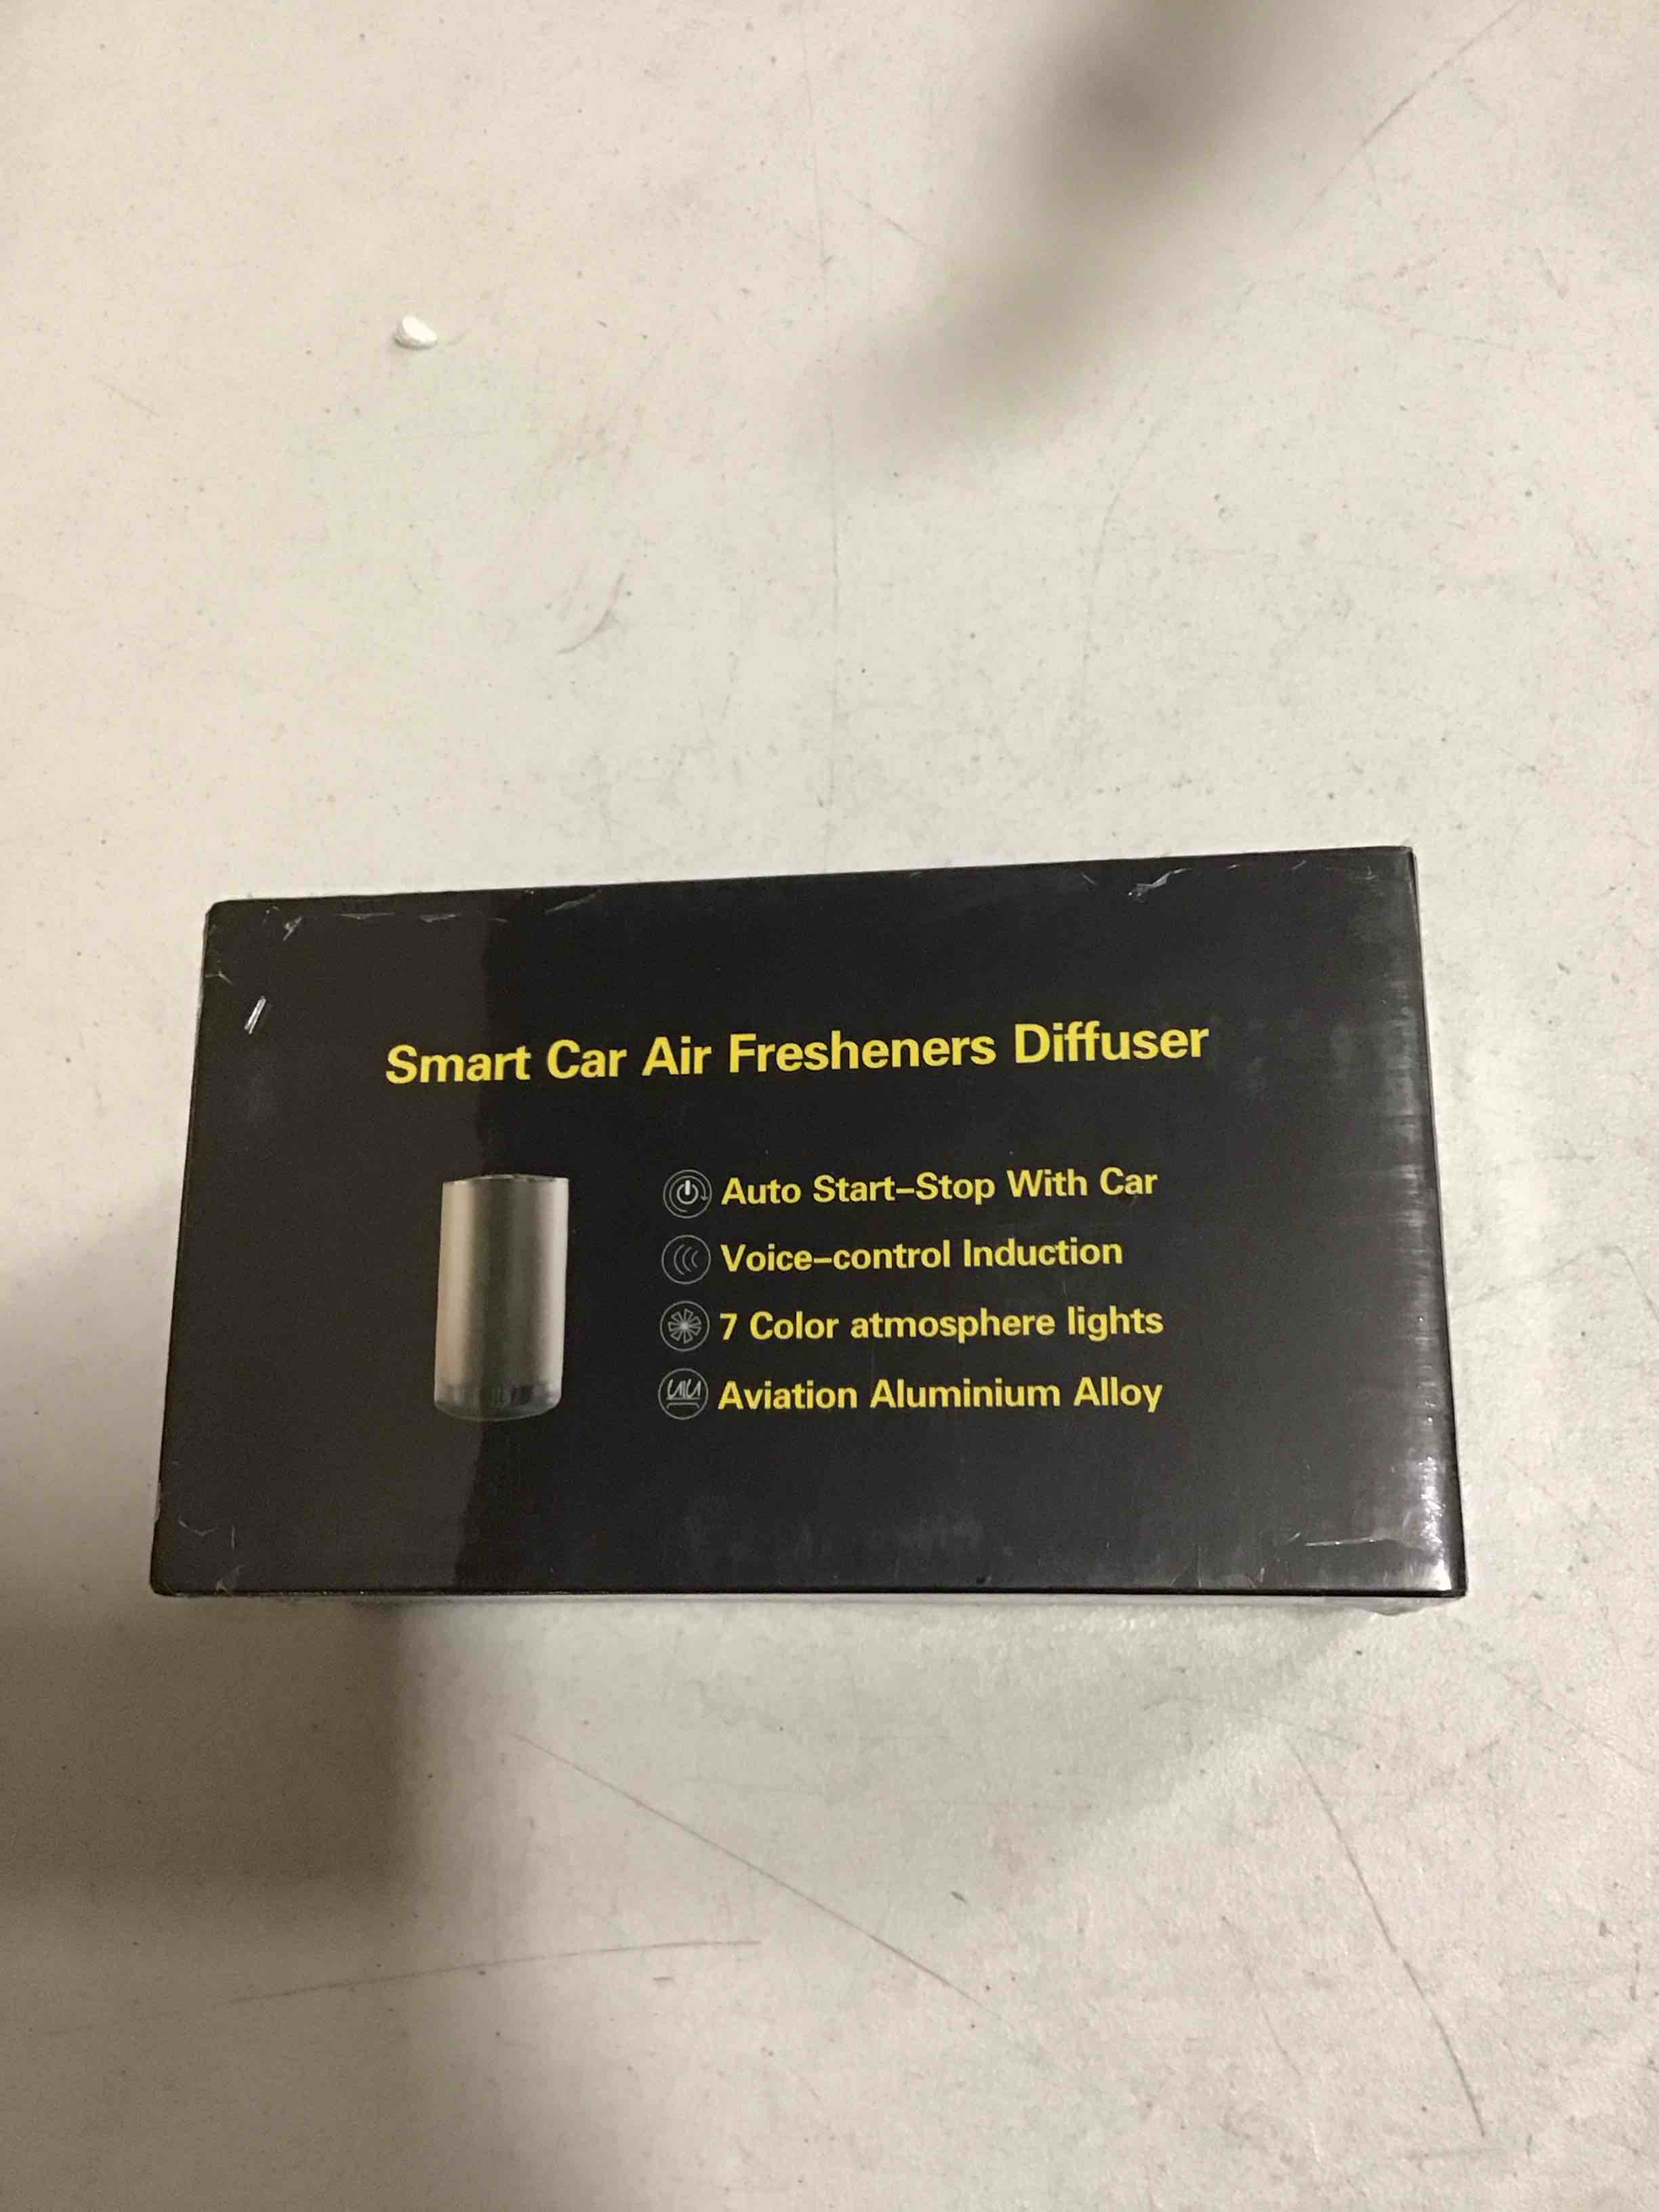 Smart Car Air Fresheners Diffuser
Auto Start-Stop With Car
Voice-control Induction
7 Color atmosphere lights
Aviation Aluminium Alloy